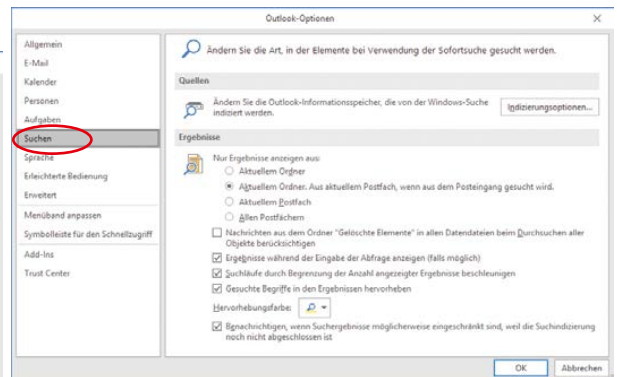 Outlook-Optionen
Allgemein
E-Mail
Kalender
Personen
Aufgaben
Suchen
Sprache
Erleichterte Bedienung
Erweitert
Menüband anpassen
Symbolleiste für den Schnellzugriff
Add-Ins
Trust Center
Ändern Sie die Art, in der Elemente bei Verwendung der Sofortsuche gesucht werden.
Quellen
Ändern Sie die Outlook-Informationsspeicher, die von der Windows-Suche
indiziert werden.
Indizierungsoptionen...
Ergebnisse
Nur Ergebnisse anzeigen aus:
Aktuellem Ordner
Aktuellem Ordner. Aus aktuellem Postfach, wenn aus dem Posteingang gesucht wird.
Aktuellem Postfach
Allen Postfächern
Nachrichten aus dem Ordner "Gelöschte Elemente" in allen Datendateien beim Durchsuchen aller
Objekte berücksichtigen
Ergebnisse während der Eingabe der Abfrage anzeigen (falls möglich)
Suchläufe durch Begrenzung der Anzahl angezeigter Ergebnisse beschleunigen
Gesuchte Begriffe in den Ergebnissen hervorheben
Hervorhebungsfarbe:
Benachrichtigen, wenn Suchergebnisse möglicherweise eingeschränkt sind, weil die Suchindizierung
noch nicht abgeschlossen ist
OK
Abbrechen